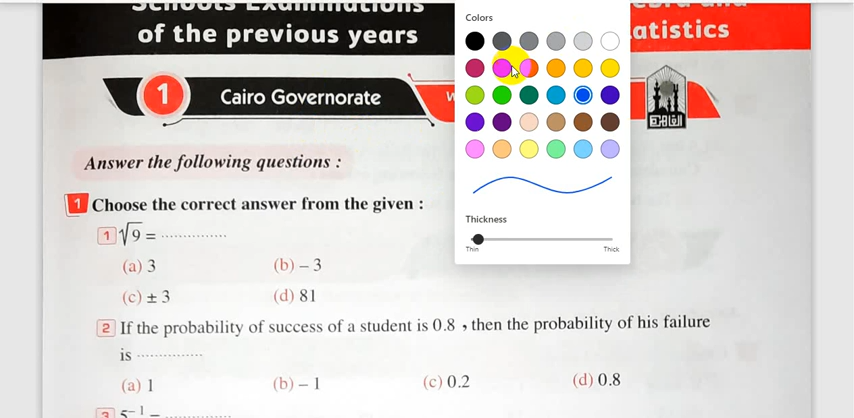 of the previous years
atistics
1
Cairo Governorate
Answer the following questions :
1 Choose the correct answer from the given :
1 √9 = ..............
(a) 3 (b) – 3
(c) ± 3 (d) 81
2 If the probability of success of a student is 0.8 , then the probability of his failure
is ..............
(a) 1 (b) – 1 (c) 0.2 (d) 0.8
Colors
Thickness
Thin Thick